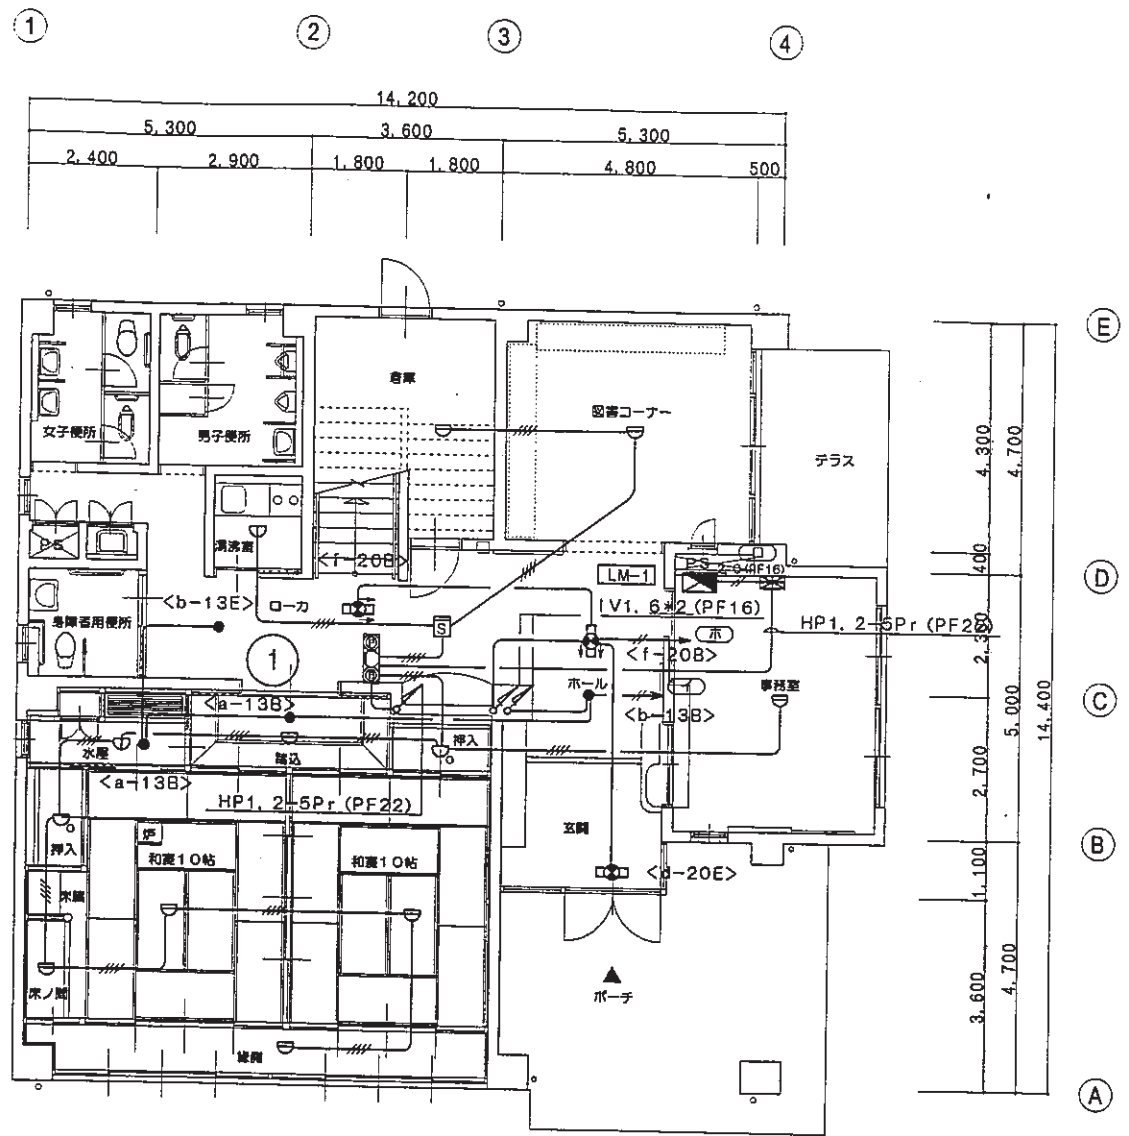 1
2
3
4
14,200
5,300
3,600
5,300
2,400
2,900
1,800
1,800
4,800
500
E
倉庫
図書コーナー
女子便所
男子便所
テラス
4,300
4,700
湯沸室
PS
<f-20B>
PS
2-0(PF16)
400
LM-1
D
<b-13E>
ローカ
IV1.6*2(PF16)
身障者用便所
S
ホ
HP1.2-5Pr(PF22)
2,300
<f-20B>
1
P
P
ホール
事務室
C
<a-13B>
<b-13B>
5,000
14,400
水屋
踏込
押入
<a-13B>
2,700
HP1.2-5Pr(PF22)
玄関
炉
押入
和室10帖
和室10帖
B
<d-20E>
1,100
床脇
床ノ間
ポーチ
3,600
4,700
縁側
A